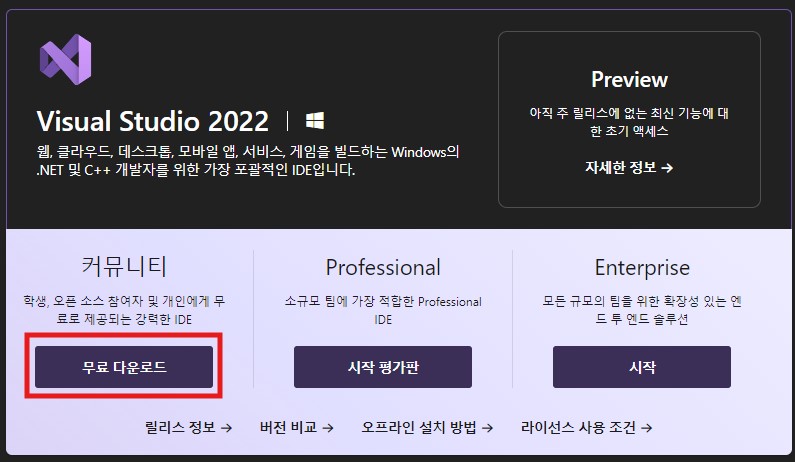 Visual Studio 2022
웹, 클라우드, 데스크톱, 모바일 앱, 서비스, 게임을 빌드하는 Windows의
.NET 및 C++ 개발자를 위한 가장 포괄적인 IDE입니다.
Preview
아직 주 릴리스에 없는 최신 기능에 대
한 초기 액세스
자세한 정보 →
커뮤니티
학생, 오픈 소스 참여자 및 개인에게 무
료로 제공되는 강력한 IDE
무료 다운로드
Professional
소규모 팀에 가장 적합한 Professional
IDE
시작 평가판
Enterprise
모든 규모의 팀을 위한 확장성 있는 엔
드 투 엔드 솔루션
시작
릴리스 정보 → 버전 비교 → 오프라인 설치 방법 → 라이선스 사용 조건 →